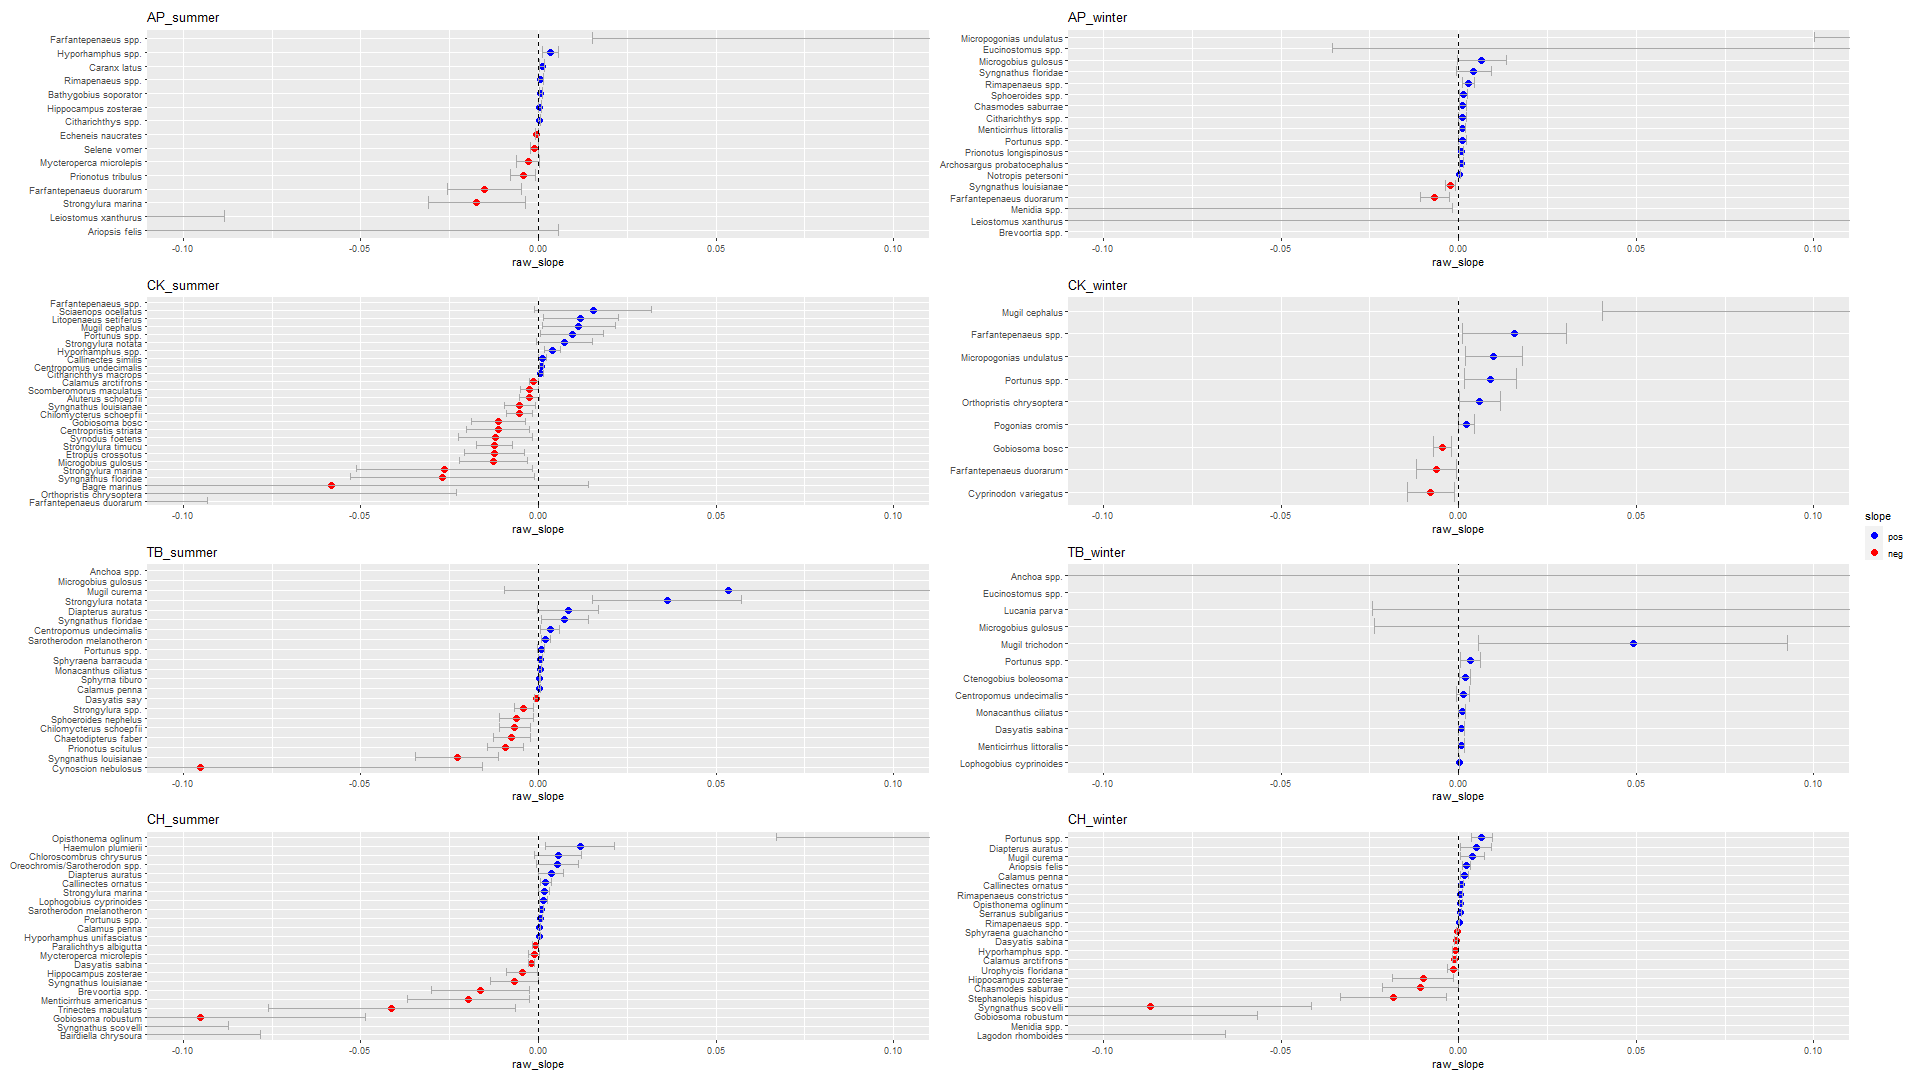 AP_summer
Farfantepenaeus spp.
Hyporhamphus spp.
Caranx latus
Rimapenaeus spp.
Bathygobius soporator
Hippocampus zosterae
Citharichthys spp.
Echeneis naucrates
Selene vomer
Mycteroperca microlepis
Prionotus tribulus
Farfantepenaeus duorarum
Strongylura marina
Leiostomus xanthurus
Ariopsis felis
-0.10 -0.05 0.00 0.05 0.10
raw_slope
AP_winter
Micropogonias undulatus
Eucinostomus spp.
Microgobius gulosus
Syngnathus floridae
Rimapenaeus spp.
Sphoeroides spp.
Chasmodes saburrae
Citharichthys spp.
Menticirrhus littoralis
Portunus spp.
Prionotus longispinosus
Archosargus probatocephalus
Notropis petersoni
Syngnathus louisianae
Farfantepenaeus duorarum
Menidia spp.
Leiostomus xanthurus
Brevoortia spp.
-0.10 -0.05 0.00 0.05 0.10
raw_slope
CK_summer
Farfantepenaeus spp.
Sciaenops ocellatus
Litopenaeus setiferus
Mugil cephalus
Portunus spp.
Strongylura notata
Hyporhamphus spp.
Callinectes similis
Centropomus undecimalis
Citharichthys macrops
Calamus arctifrons
Scomberomorus maculatus
Aluterus schoepfii
Syngnathus louisianae
Chilomycterus schoepfii
Gobiosoma bosc
Centropristis striata
Synodus foetens
Strongylura timucu
Etropus crossotus
Microgobius gulosus
Strongylura marina
Syngnathus floridae
Bagre marinus
Orthopristis chrysoptera
Farfantepenaeus duorarum
-0.10 -0.05 0.00 0.05 0.10
raw_slope
CK_winter
Mugil cephalus
Farfantepenaeus spp.
Micropogonias undulatus
Portunus spp.
Orthopristis chrysoptera
Pogonias cromis
Gobiosoma bosc
Farfantepenaeus duorarum
Cyprinodon variegatus
-0.10 -0.05 0.00 0.05 0.10
raw_slope
slope
pos
neg
TB_summer
Anchoa spp.
Microgobius gulosus
Mugil curema
Strongylura notata
Diapterus auratus
Syngnathus floridae
Centropomus undecimalis
Sarotherodon melanotheron
Portunus spp.
Sphyraena barracuda
Monacanthus ciliatus
Sphyrna tiburo
Calamus penna
Dasyatis say
Strongylura spp.
Sphoeroides nephelus
Chilomycterus schoepfii
Chaetodipterus faber
Prionotus scitulus
Syngnathus louisianae
Cynoscion nebulosus
-0.10 -0.05 0.00 0.05 0.10
raw_slope
TB_winter
Anchoa spp.
Eucinostomus spp.
Lucania parva
Microgobius gulosus
Mugil trichodon
Portunus spp.
Ctenogobius boleosoma
Centropomus undecimalis
Monacanthus ciliatus
Dasyatis sabina
Menticirrhus littoralis
Lophogobius cyprinoides
-0.10 -0.05 0.00 0.05 0.10
raw_slope
CH_summer
Opisthonema oglinum
Haemulon plumierii
Chloroscombrus chrysurus
Oreochromis/Sarotherodon spp.
Diapterus auratus
Callinectes ornatus
Strongylura marina
Lophogobius cyprinoides
Sarotherodon melanotheron
Portunus spp.
Calamus penna
Hyporhamphus unifasciatus
Paralichthys albigutta
Mycteroperca microlepis
Dasyatis sabina
Hippocampus zosterae
Syngnathus louisianae
Brevoortia spp.
Menticirrhus americanus
Trinectes maculatus
Gobiosoma robustum
Syngnathus scovelli
Bairdiella chrysoura
-0.10 -0.05 0.00 0.05 0.10
raw_slope
CH_winter
Portunus spp.
Diapterus auratus
Mugil curema
Ariopsis felis
Calamus penna
Callinectes ornatus
Rimapenaeus constrictus
Opisthonema oglinum
Serranus subligarius
Rimapenaeus spp.
Sphyraena guachancho
Dasyatis sabina
Hyporhamphus spp.
Calamus arctifrons
Urophycis floridana
Hippocampus zosterae
Chasmodes saburrae
Stephanolepis hispidus
Syngnathus scovelli
Gobiosoma robustum
Menidia spp.
Lagodon rhomboides
-0.10 -0.05 0.00 0.05 0.10
raw_slope